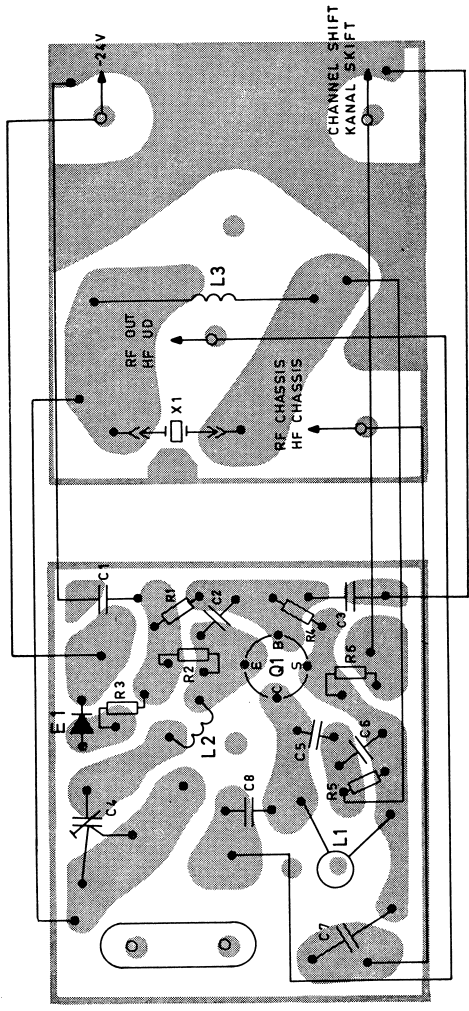 -24V
CHANNEL SHIFT
KANAL SKIFT
L3
RF OUT
HF UD
X1
RF CHASSIS
HF CHASSIS
C1
R1
C2
R4
C3
E1
R3
R2
E
B
Q1
C
S
R6
L2
C5
C6
R5
C4
C8
L1
C7